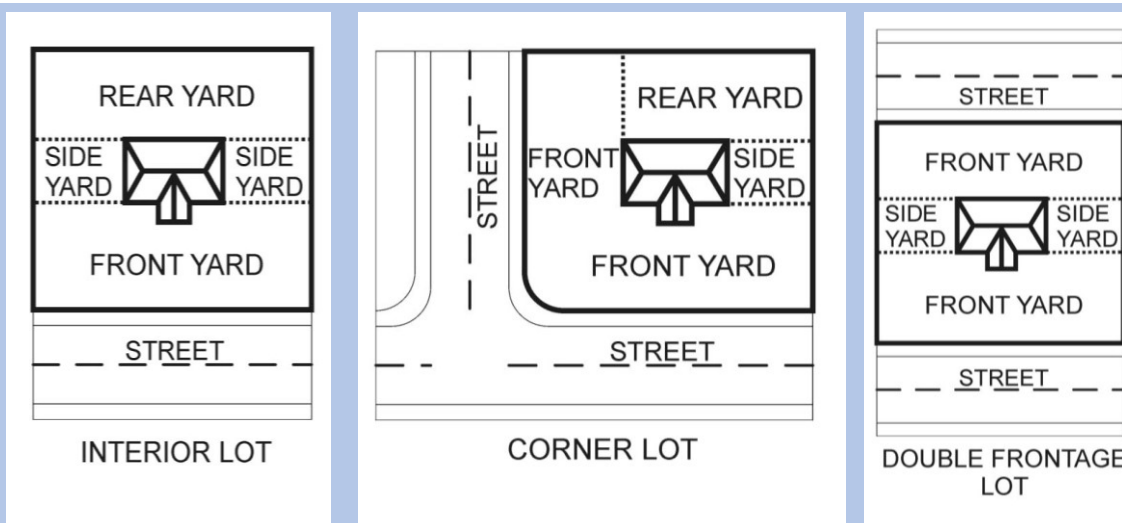 REAR YARD
SIDE
YARD
SIDE
YARD
FRONT YARD
STREET
INTERIOR LOT
REAR YARD
STREET
FRONT
YARD
SIDE
YARD
FRONT YARD
STREET
CORNER LOT
STREET
FRONT YARD
SIDE
YARD
SIDE
YARD
FRONT YARD
STREET
DOUBLE FRONTAGE
LOT